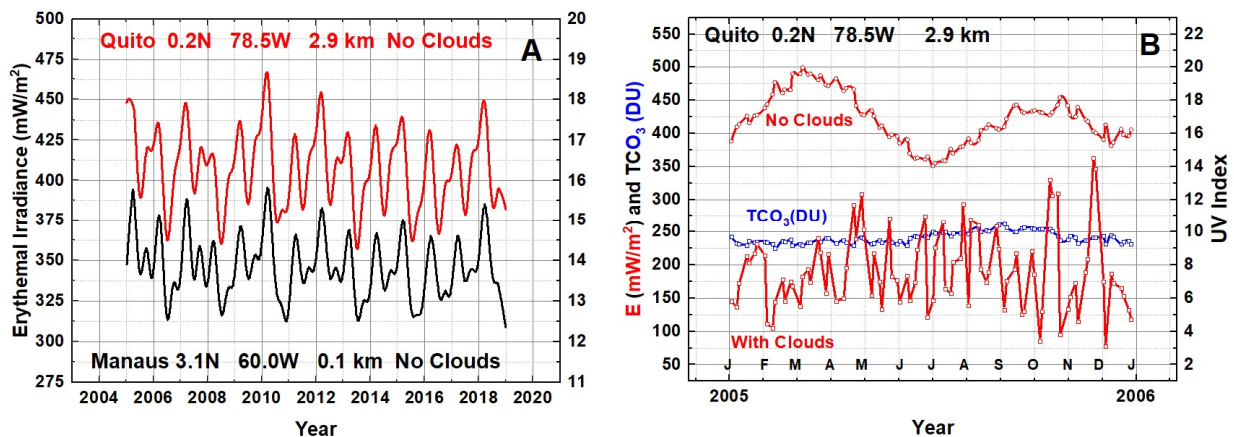 Quito 0.2N 78.5W 2.9 km No Clouds
A
Manaus 3.1N 60.0W 0.1 km No Clouds
Erythemal Irradiance (mW/m²)
500
475
450
425
400
375
350
325
300
275
20
19
18
17
16
15
14
13
12
11
2004 2006 2008 2010 2012 2014 2016 2018 2020
Year
Quito 0.2N 78.5W 2.9 km
B
No Clouds
TCO₃(DU)
With Clouds
E (mW/m²) and TCO₃ (DU)
500
450
400
350
300
250
200
150
100
50
22
20
18
16
14
12
10
8
6
4
2
UV Index
J F M A M J J A S O N D J
2005 2006
Year